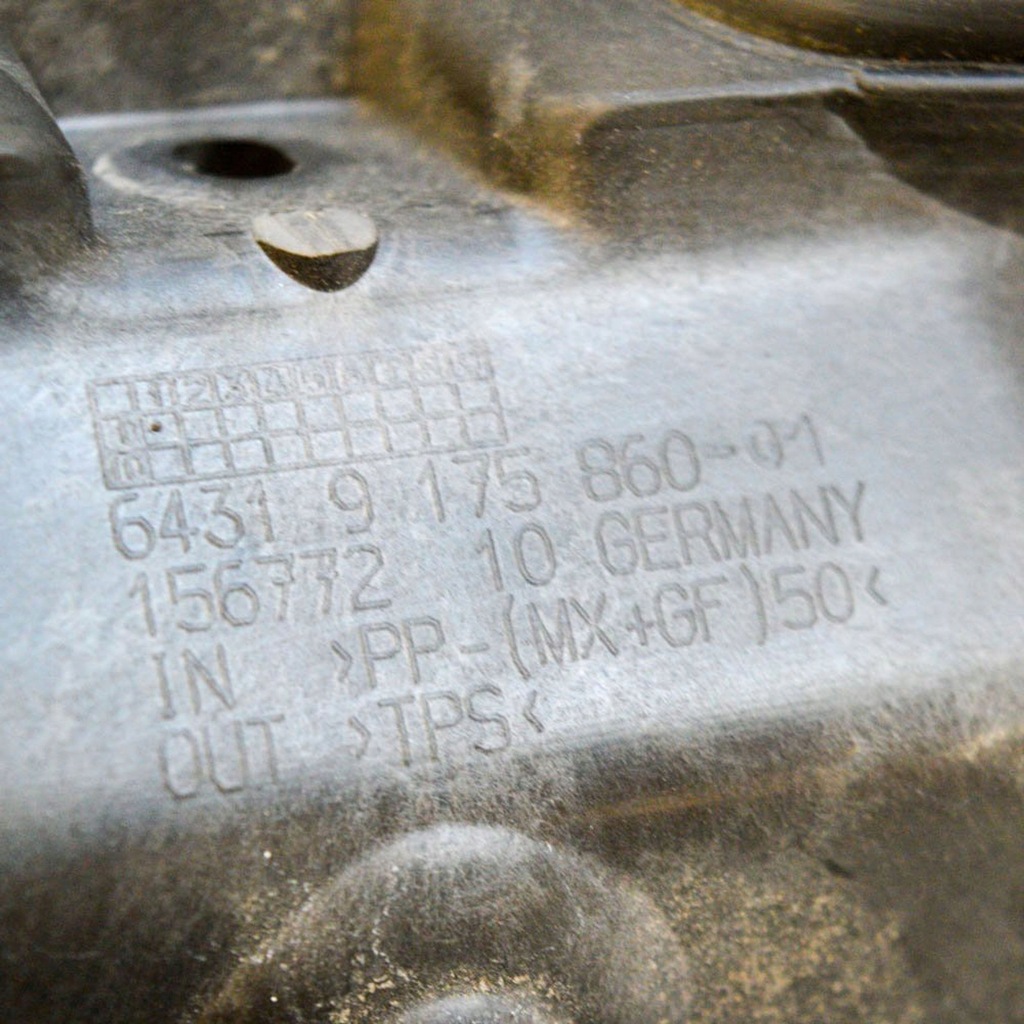 6431 9 175 860-01
156772 10 GERMANY
IN >PP-(MX+GF)50<
OUT >TPS<